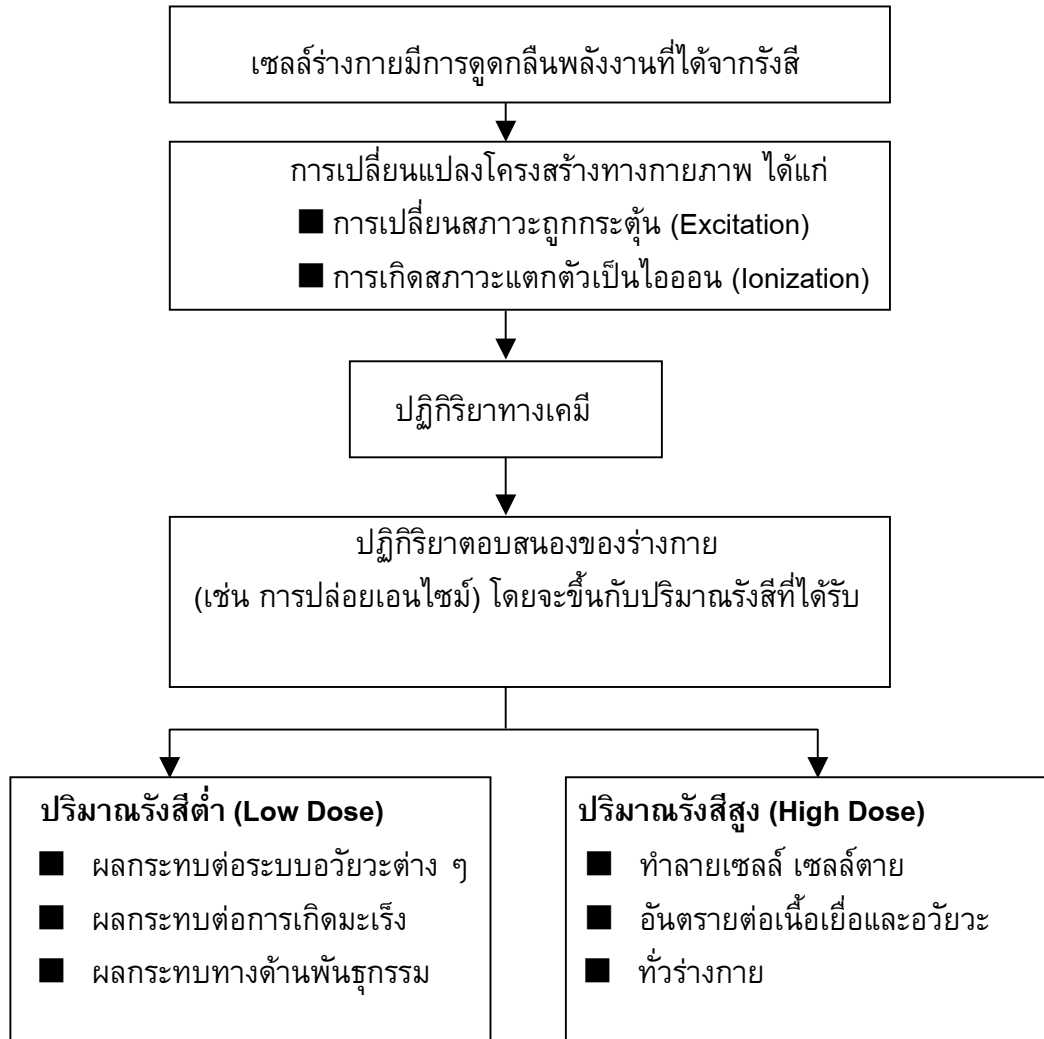 เซลล์ร่างกายมีการดูดกลืนพลังงานที่ได้จากรังสี
การเปลี่ยนแปลงโครงสร้างทางกายภาพ ได้แก่
■ การเปลี่ยนสภาวะถูกกระตุ้น (Excitation)
■ การเกิดสภาวะแตกตัวเป็นไอออน (Ionization)
ปฏิกิริยาทางเคมี
ปฏิกิริยาตอบสนองของร่างกาย
(เช่น การปล่อยเอนไซม์) โดยจะขึ้นกับปริมาณรังสีที่ได้รับ
ปริมาณรังสีต่ำ (Low Dose)
■ ผลกระทบต่อระบบอวัยวะต่าง ๆ
■ ผลกระทบต่อการเกิดมะเร็ง
■ ผลกระทบทางด้านพันธุกรรม
ปริมาณรังสีสูง (High Dose)
■ ทำลายเซลล์ เซลล์ตาย
■ อันตรายต่อเนื้อเยื่อและอวัยวะ
■ ทั่วร่างกาย